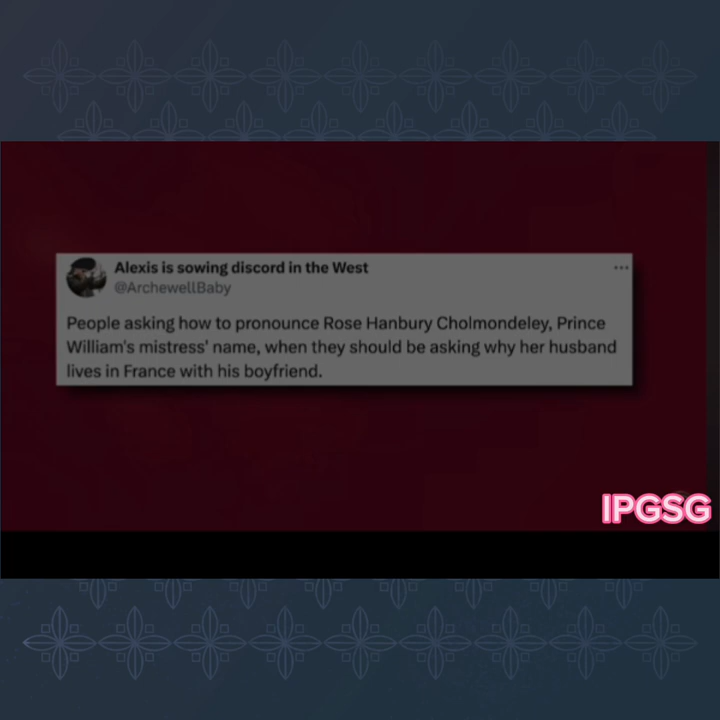 Alexis is sowing discord in the West
@ArchewellBaby
People asking how to pronounce Rose Hanbury Cholmondeley, Prince
William's mistress' name, when they should be asking why her husband
lives in France with his boyfriend.
IPGSG